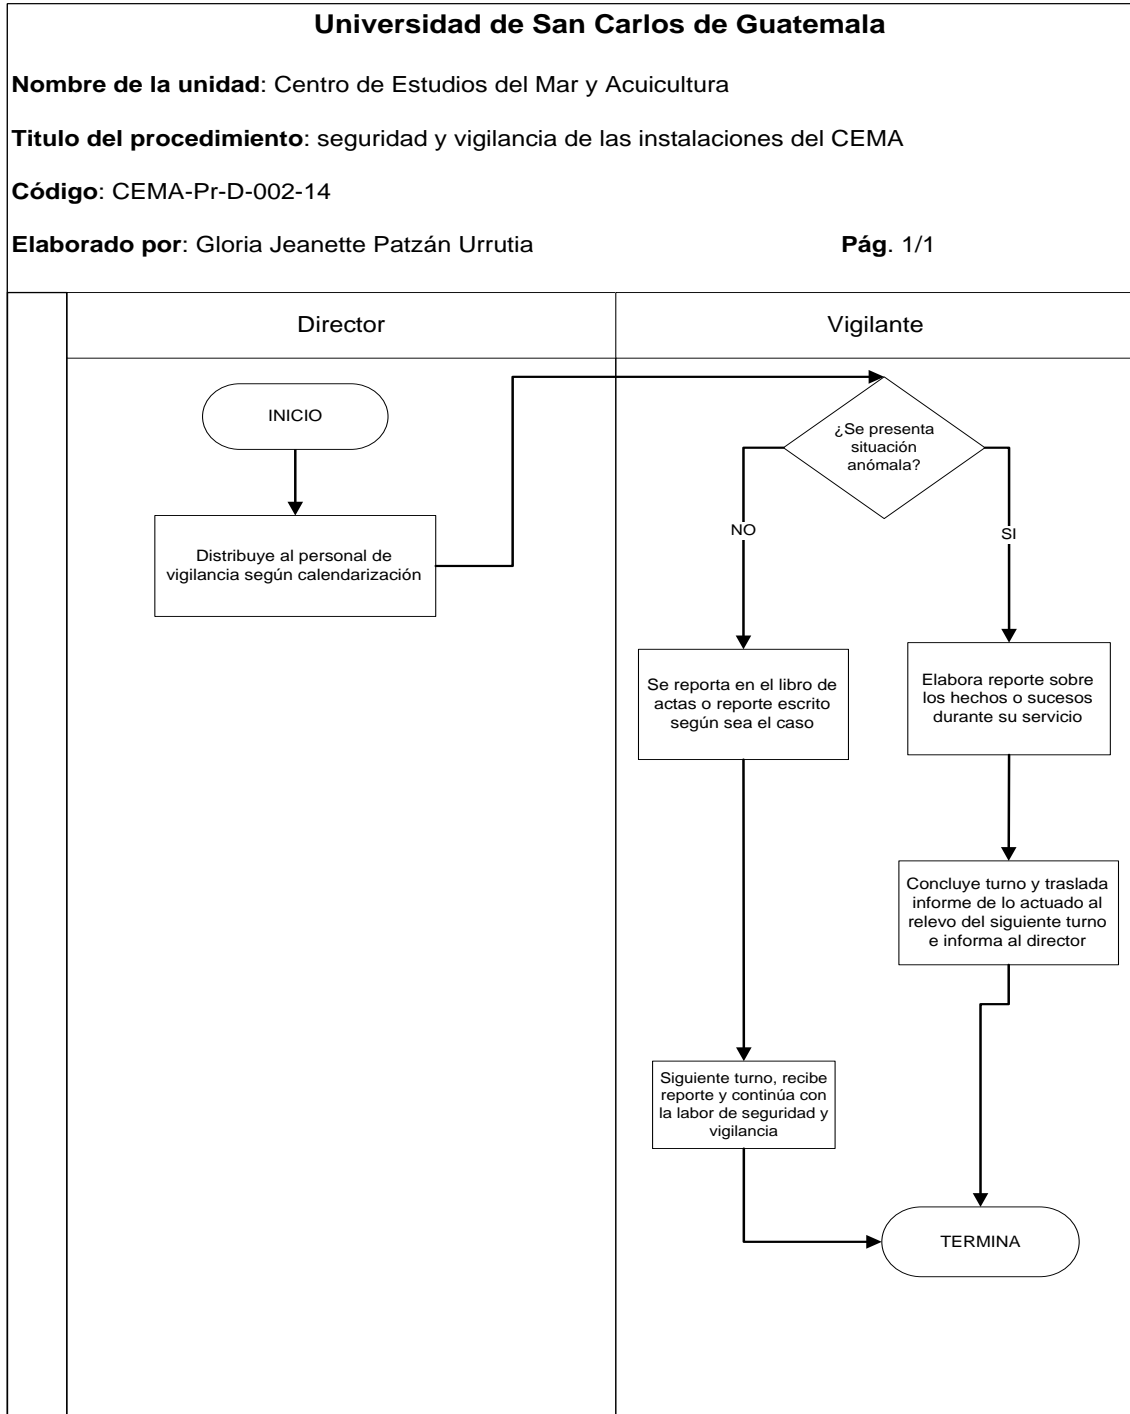 Universidad de San Carlos de Guatemala
Nombre de la unidad: Centro de Estudios del Mar y Acuicultura
Titulo del procedimiento: seguridad y vigilancia de las instalaciones del CEMA
Código: CEMA-Pr-D-002-14
Elaborado por: Gloria Jeanette Patzán Urrutia Pág. 1/1
Director
Vigilante
INICIO
Distribuye al personal de
vigilancia según calendarización
¿Se presenta
situación
anómala?
NO
SI
Se reporta en el libro de
actas o reporte escrito
según sea el caso
Elabora reporte sobre
los hechos o sucesos
durante su servicio
Concluye turno y traslada
informe de lo actuado al
relevo del siguiente turno
e informa al director
Siguiente turno, recibe
reporte y continúa con
la labor de seguridad y
vigilancia
TERMINA